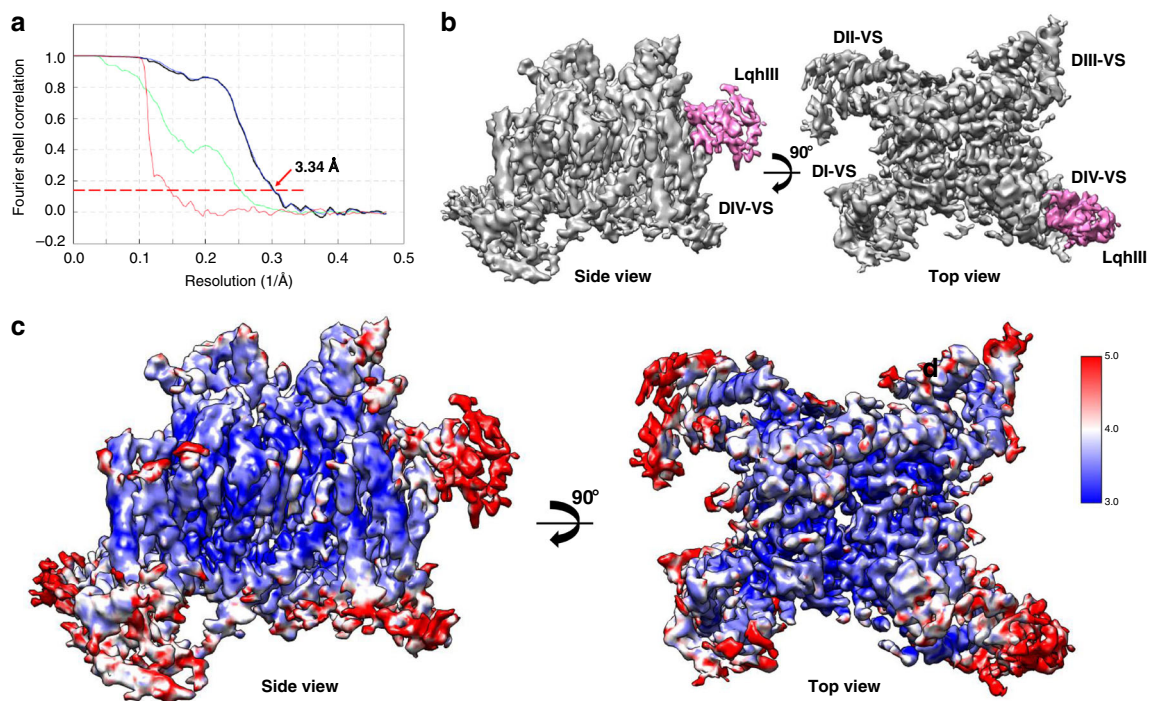 a
Fourier shell correlation
1.0
0.8
0.6
0.4
0.2
0.0
−0.2
3.34 Å
0.0
0.1
0.2
0.3
0.4
0.5
Resolution (1/Å)
b
LqhIII
DIV-VS
Side view
90°
DII-VS
DIII-VS
DI-VS
DIV-VS
LqhIII
Top view
c
Side view
90°
d
Top view
5.0
4.0
3.0